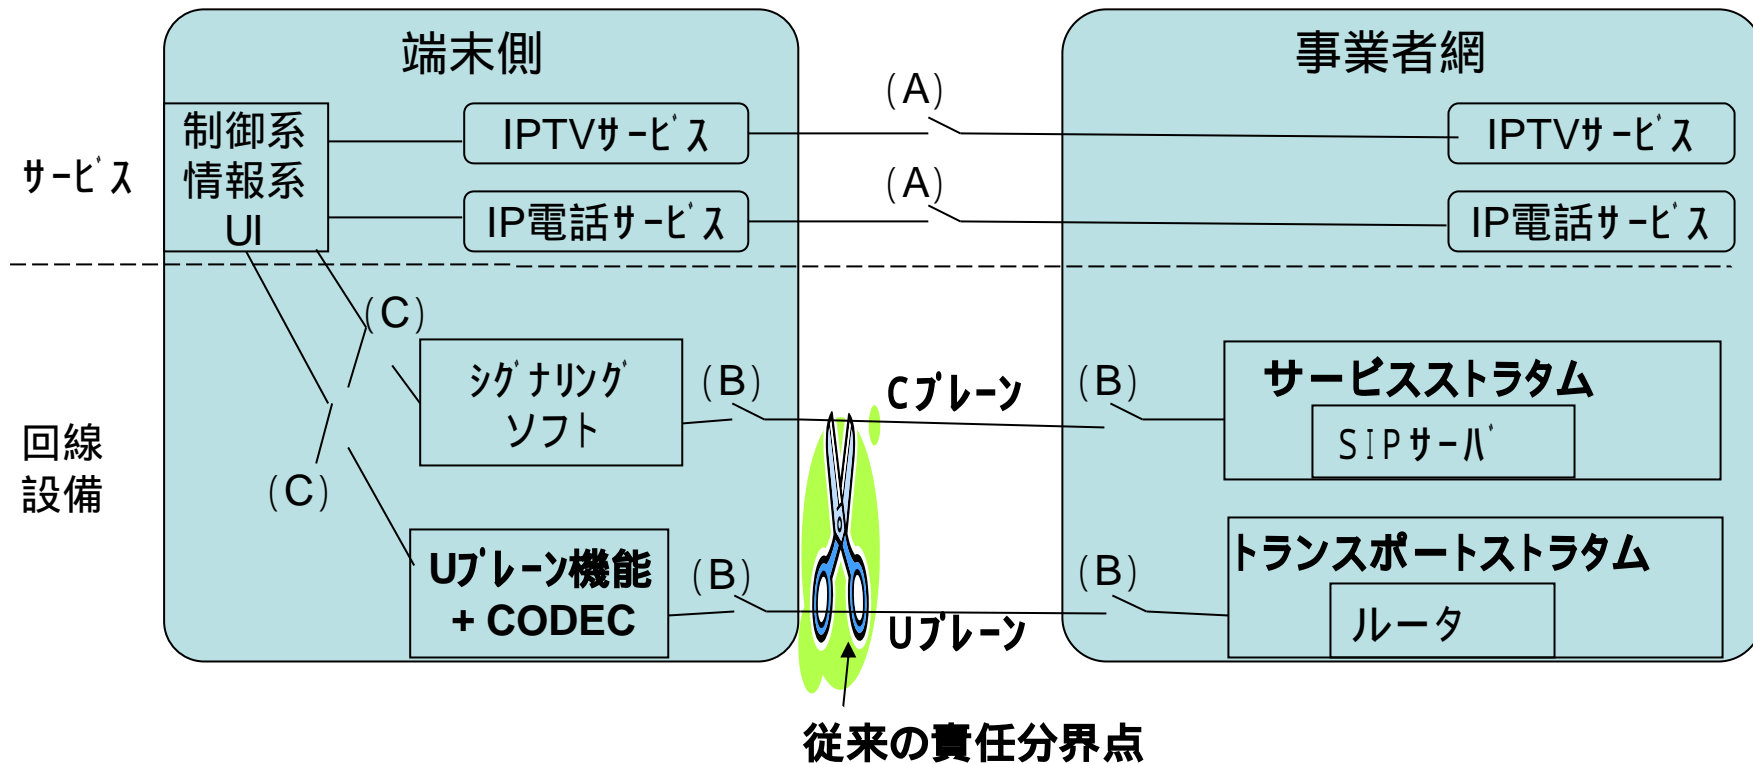 端末側
事業者網
サービス
制御系
情報系
UI
IPTVサービス
(A)
IPTVサービス
IP電話サービス
(A)
IP電話サービス
回線
設備
(C)
(C)
シグナリング
ソフト
(B)
Cプレーン
(B)
サービスストラタム
SIPサーバ
Uプレーン機能
+ CODEC
(B)
Uプレーン
(B)
トランスポートストラタム
ルータ
従来の責任分界点